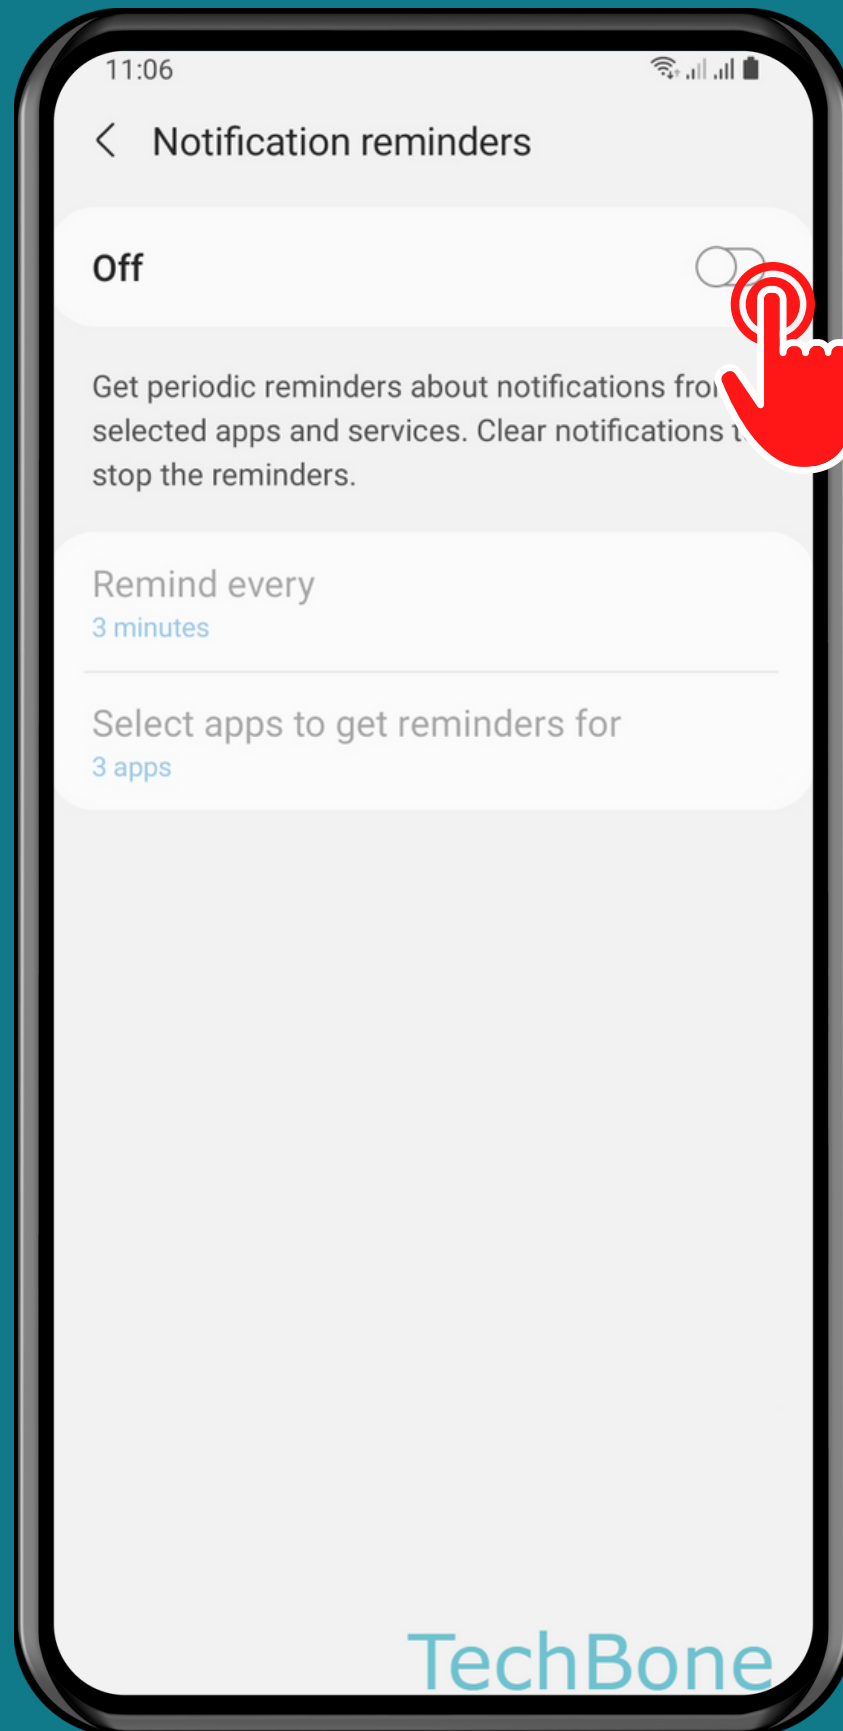 11:06
Notification reminders
Off
Get periodic reminders about notifications
selected apps and services. Clear notifications
stop the reminders.
Remind every
3 minutes
Select apps to get reminders for
3 apps
TechBone